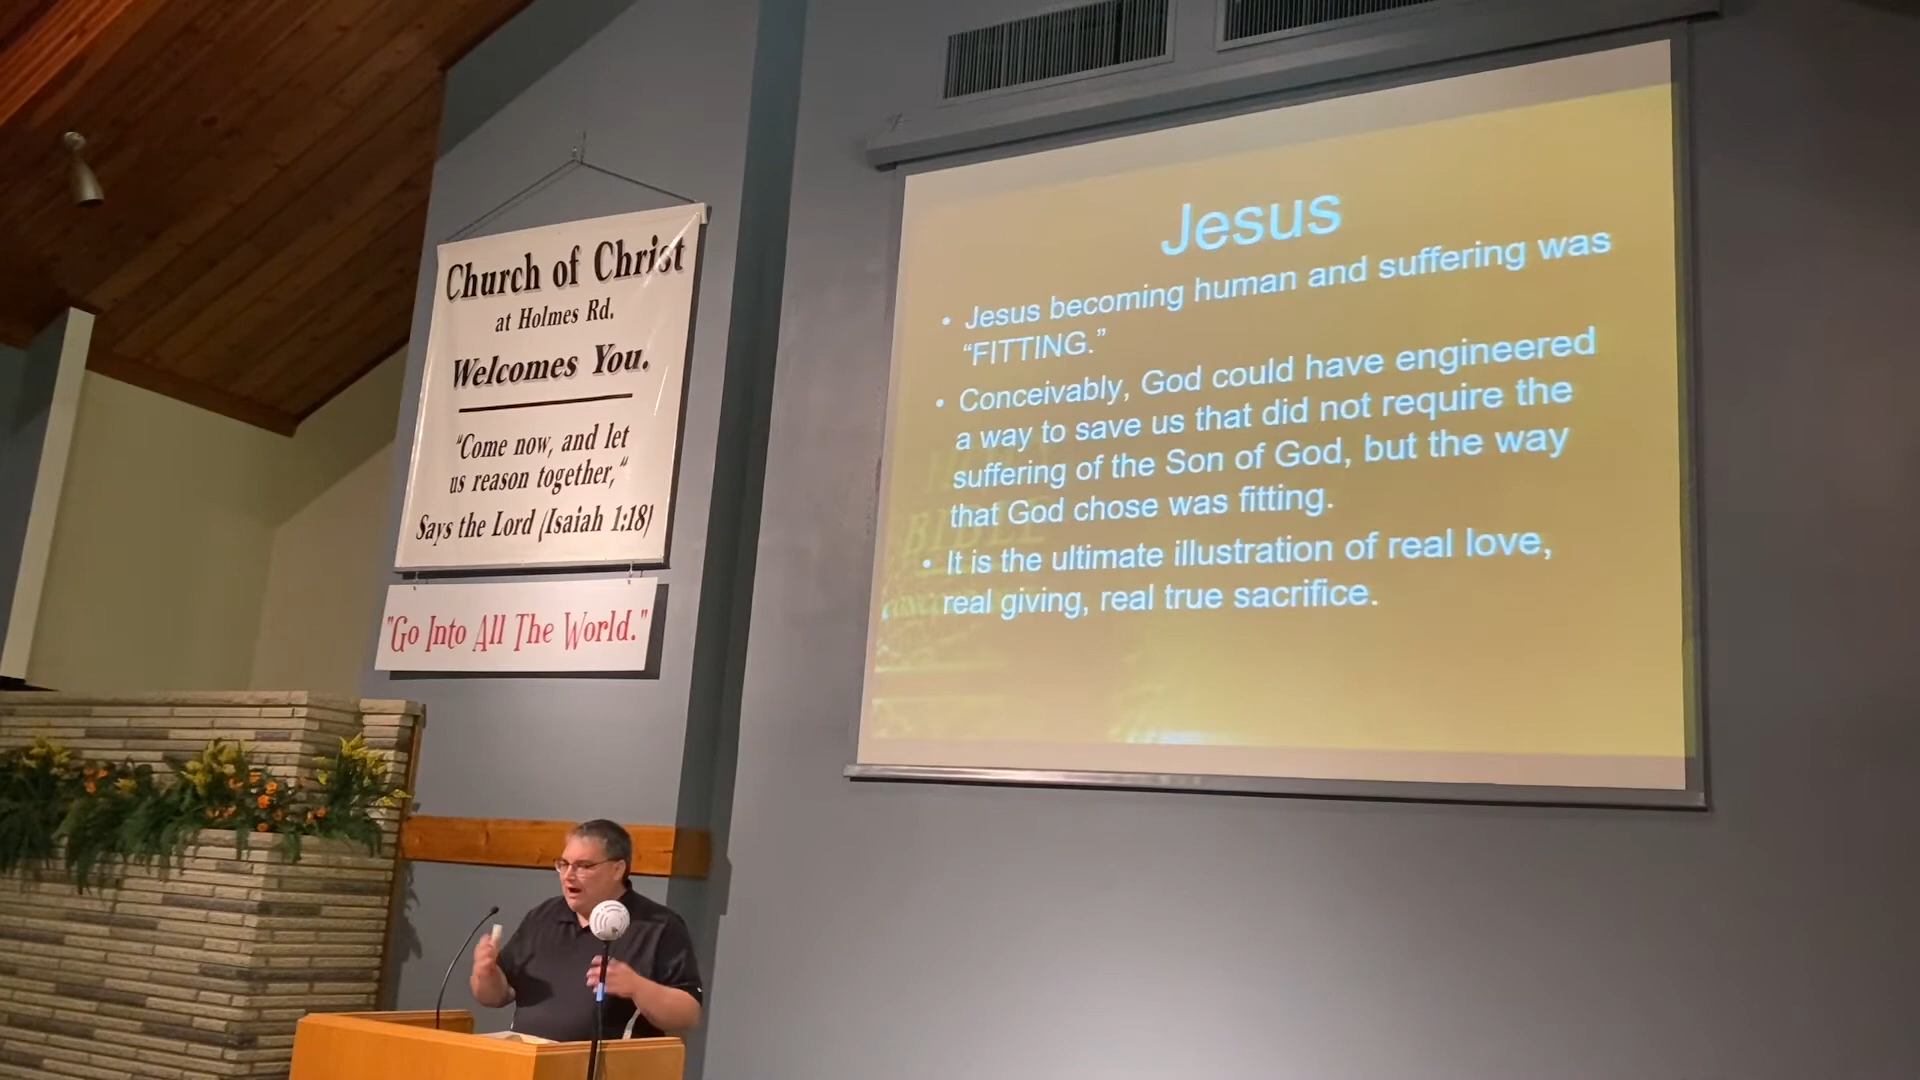 Church of Christ
at Holmes Rd.
Welcomes You.
"Come now, and let
us reason together,"
Says the Lord (Isaiah 1:18)
"Go Into All The World."
Jesus
• Jesus becoming human and suffering was
“FITTING.”
• Conceivably, God could have engineered
a way to save us that did not require the
suffering of the Son of God, but the way
that God chose was fitting.
• It is the ultimate illustration of real love,
real giving, real true sacrifice.
BIBLE